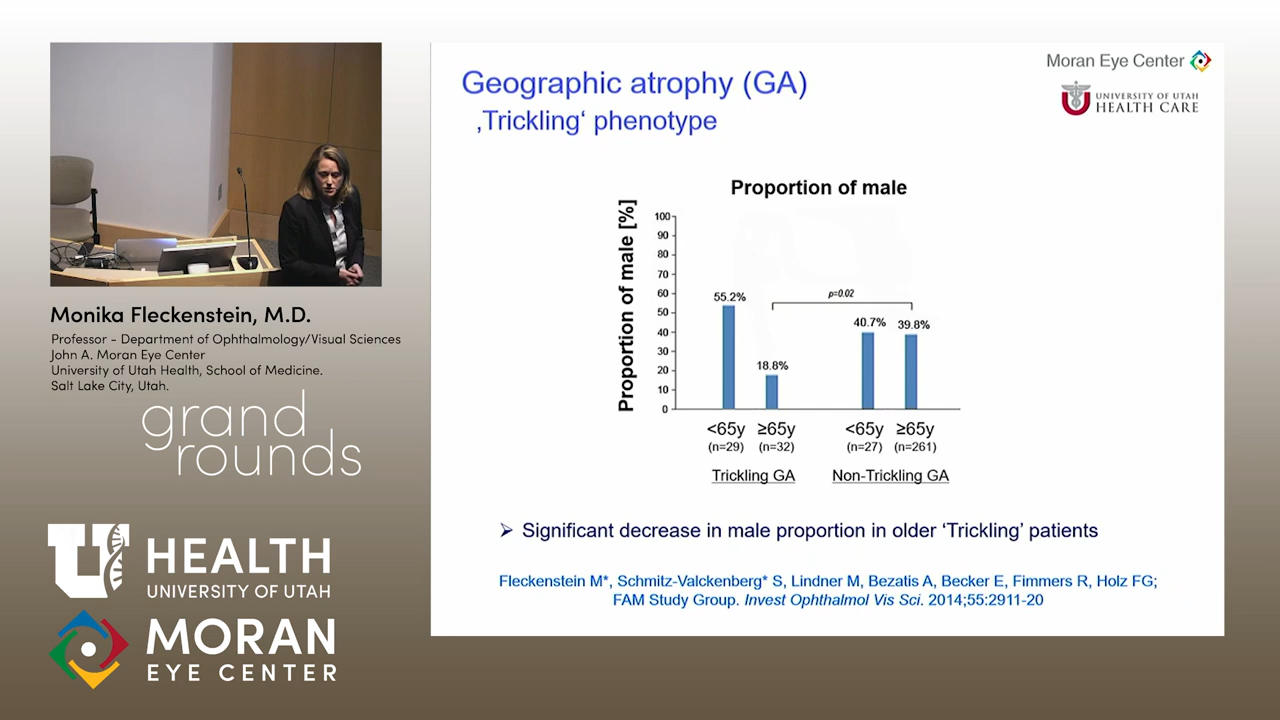 Monika Fleckenstein, M.D.
Professor - Department of Ophthalmology/Visual Sciences
John A. Moran Eye Center
University of Utah Health, School of Medicine.
Salt Lake City, Utah.
grand
rounds
U HEALTH
UNIVERSITY OF UTAH
MORAN
EYE CENTER
Geographic atrophy (GA)
‚Trickling‘ phenotype
Moran Eye Center
U UNIVERSITY OF UTAH
HEALTH CARE
Proportion of male
Proportion of male [%]
100
90
80
70
60
50
40
30
20
10
0
55.2%
18.8%
p=0.02
40.7%
39.8%
<65y ≥65y <65y ≥65y
(n=29) (n=32) (n=27) (n=261)
Trickling GA Non-Trickling GA
➢ Significant decrease in male proportion in older ‘Trickling’ patients
Fleckenstein M*, Schmitz-Valckenberg* S, Lindner M, Bezatis A, Becker E, Fimmers R, Holz FG;
FAM Study Group. Invest Ophthalmol Vis Sci. 2014;55:2911-20